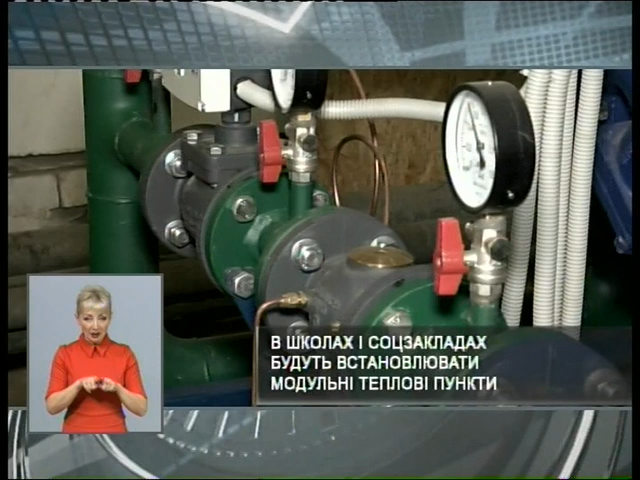 В ШКОЛАХ І СОЦЗАКЛАДАХ
БУДУТЬ ВСТАНОВЛЮВАТИ
МОДУЛЬНІ ТЕПЛОВІ ПУНКТИ